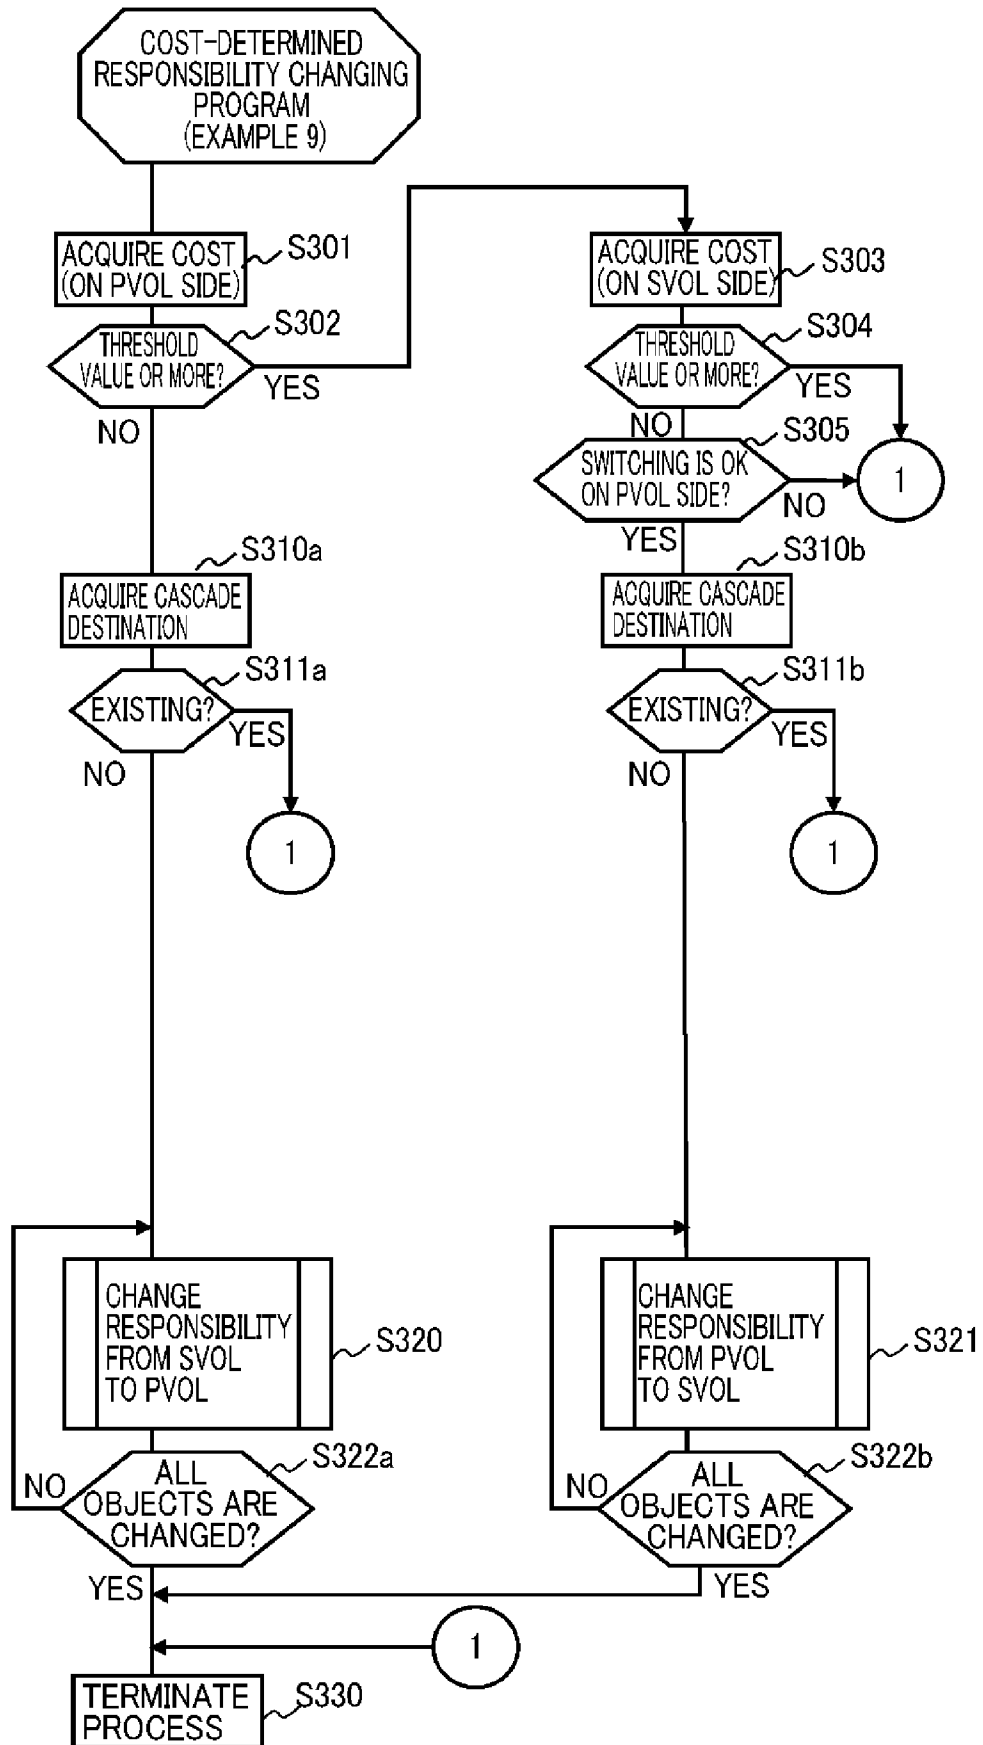 COST-DETERMINED
RESPONSIBILITY CHANGING
PROGRAM
(EXAMPLE 9)
ACQUIRE COST
(ON PVOL SIDE)
S301
THRESHOLD
VALUE OR MORE?
S302
YES
NO
ACQUIRE COST
(ON SVOL SIDE)
S303
THRESHOLD
VALUE OR MORE?
S304
YES
NO
S305
SWITCHING IS OK
ON PVOL SIDE?
NO
1
YES
S310a
ACQUIRE CASCADE
DESTINATION
S310b
ACQUIRE CASCADE
DESTINATION
S311a
EXISTING?
YES
NO
1
S311b
EXISTING?
YES
NO
1
CHANGE
RESPONSIBILITY
FROM SVOL
TO PVOL
S320
CHANGE
RESPONSIBILITY
FROM PVOL
TO SVOL
S321
S322a
NO
ALL
OBJECTS ARE
CHANGED?
YES
S322b
NO
ALL
OBJECTS ARE
CHANGED?
YES
1
TERMINATE
PROCESS
S330